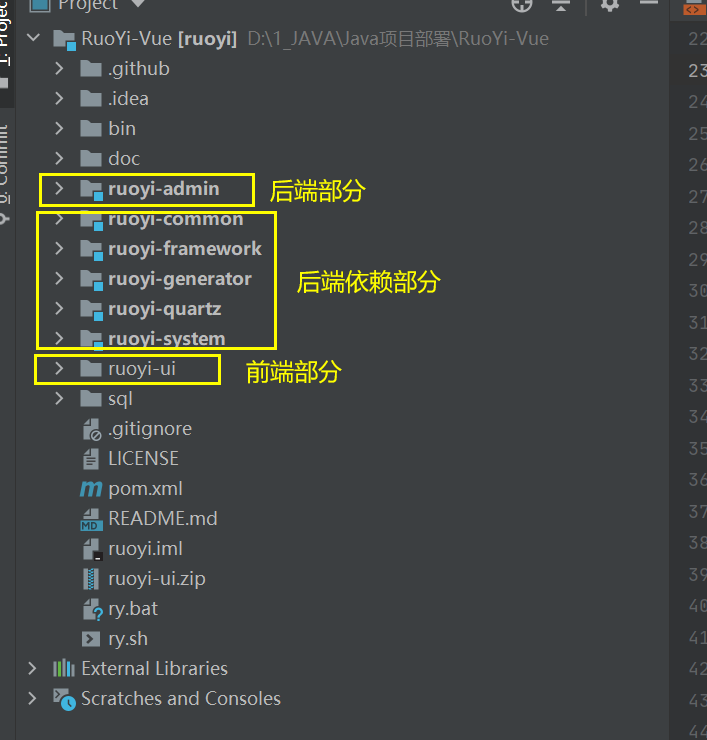 Project
RuoYi-Vue [ruoyi] D:\1_JAVA\Java项目部署\RuoYi-Vue
.github
.idea
bin
doc
ruoyi-admin 后端部分
ruoyi-common
ruoyi-framework
ruoyi-generator 后端依赖部分
ruoyi-quartz
ruoyi-system
ruoyi-ui 前端部分
sql
.gitignore
LICENSE
pom.xml
README.md
ruoyi.iml
ruoyi-ui.zip
ry.bat
ry.sh
External Libraries
Scratches and Consoles
1: Project
0: Commit
22
23
24
25
26
27
28
29
30
31
32
33
34
35
36
37
38
39
40
41
42
43
44